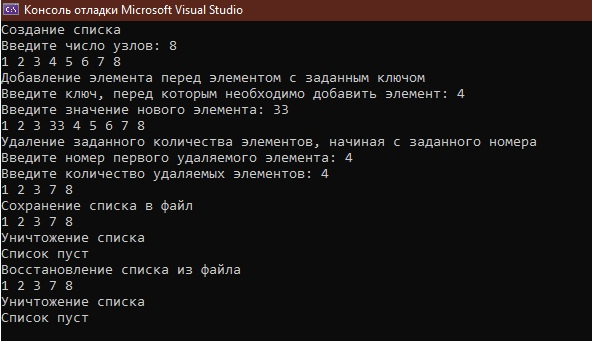 Консоль отладки Microsoft Visual Studio
Создание списка
Введите число узлов: 8
1 2 3 4 5 6 7 8
Добавление элемента перед элементом с заданным ключом
Введите ключ, перед которым необходимо добавить элемент: 4
Введите значение нового элемента: 33
1 2 3 33 4 5 6 7 8
Удаление заданного количества элементов, начиная с заданного номера
Введите номер первого удаляемого элемента: 4
Введите количество удаляемых элементов: 4
1 2 3 7 8
Сохранение списка в файл
1 2 3 7 8
Уничтожение списка
Список пуст
Восстановление списка из файла
1 2 3 7 8
Уничтожение списка
Список пуст